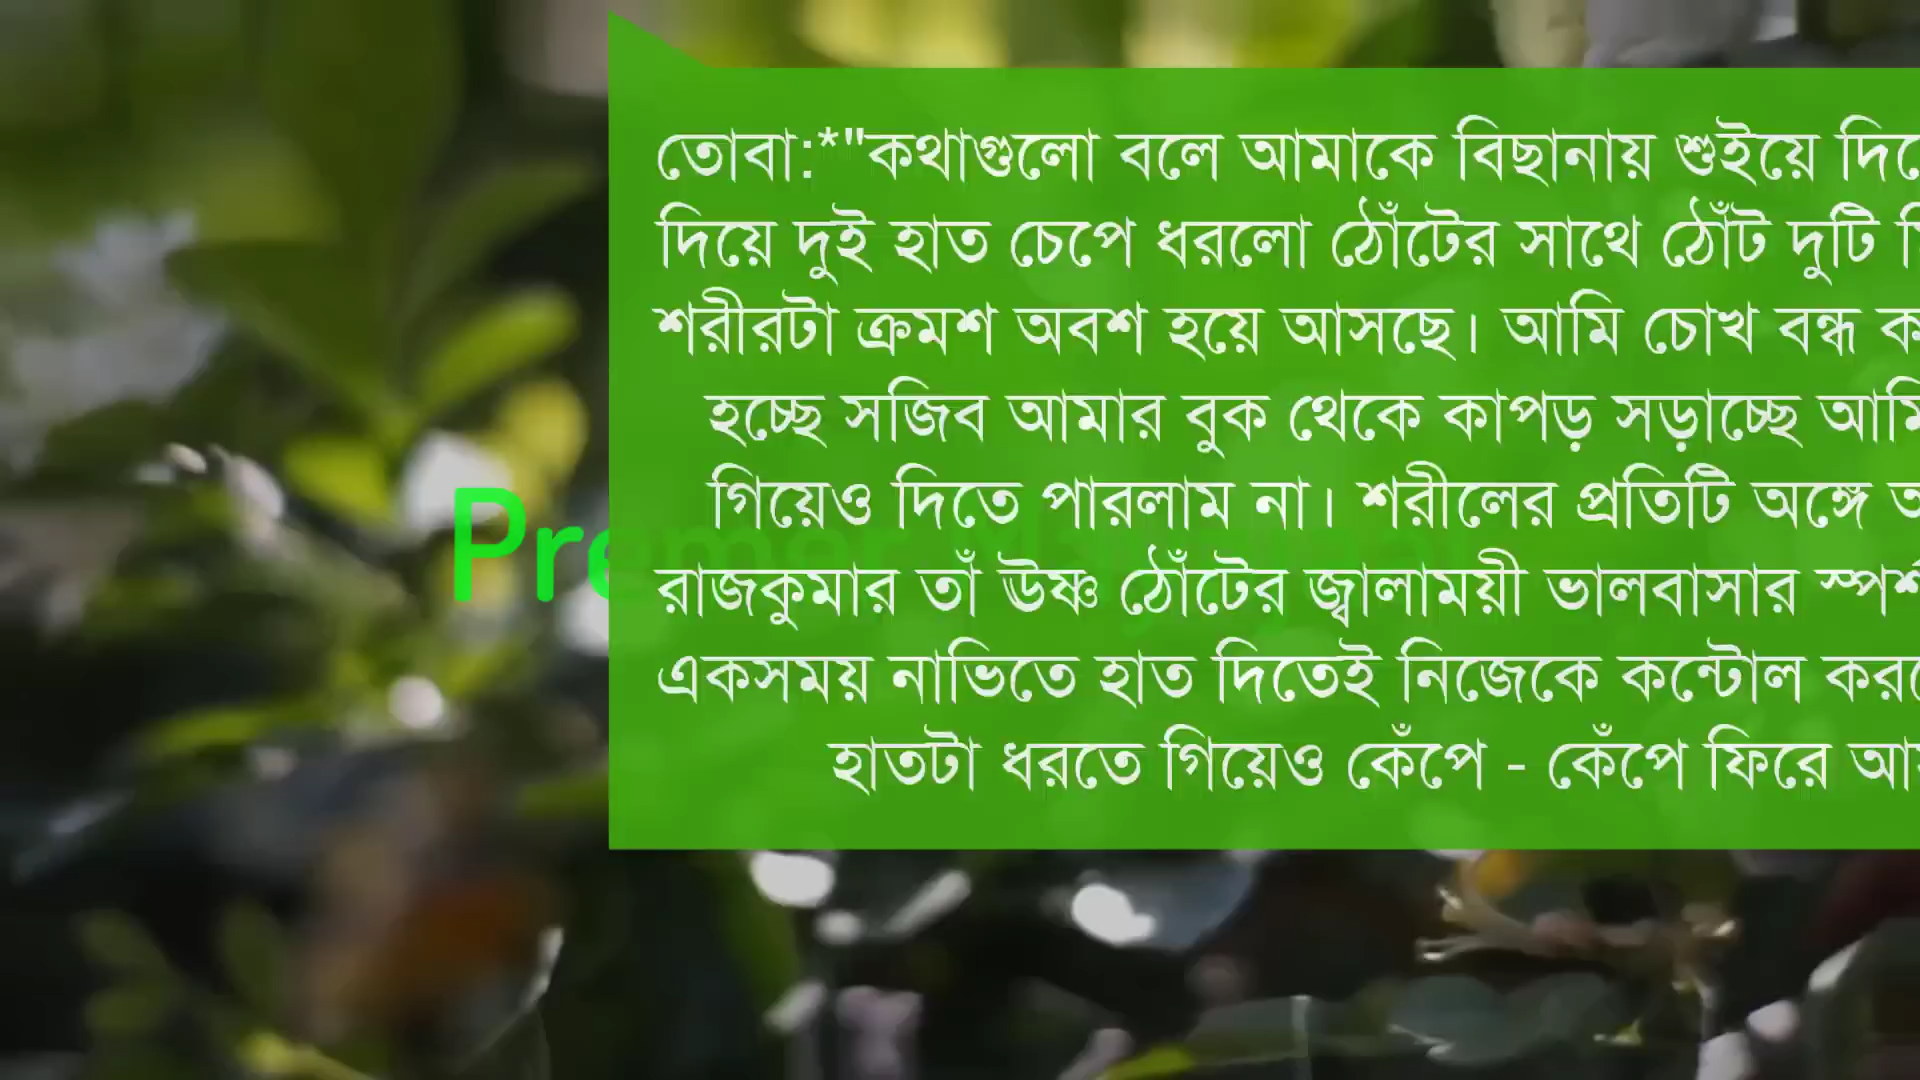 তোবা:*"কথাগুলো বলে আমাকে বিছানায় শুইয়ে
দিয়ে দুই হাত চেপে ধরলো ঠোঁটের সাথে ঠোঁট দুটি
শরীরটা ক্রমশ অবশ হয়ে আসছে। আমি চোখ বন্ধ
হচ্ছে সজিব আমার বুক থেকে কাপড় সড়াচ্ছে
গিয়েও দিতে পারলাম না। শরীলের প্রতিটি অঙ্গে
রাজকুমার তাঁ ঊষ্ণ ঠোঁটের জ্বালাময়ী ভালবাসার
একসময় নাভিতে হাত দিতেই নিজেকে কন্টোল
হাতটা ধরতে গিয়েও কেঁপে - কেঁপে ফিরে